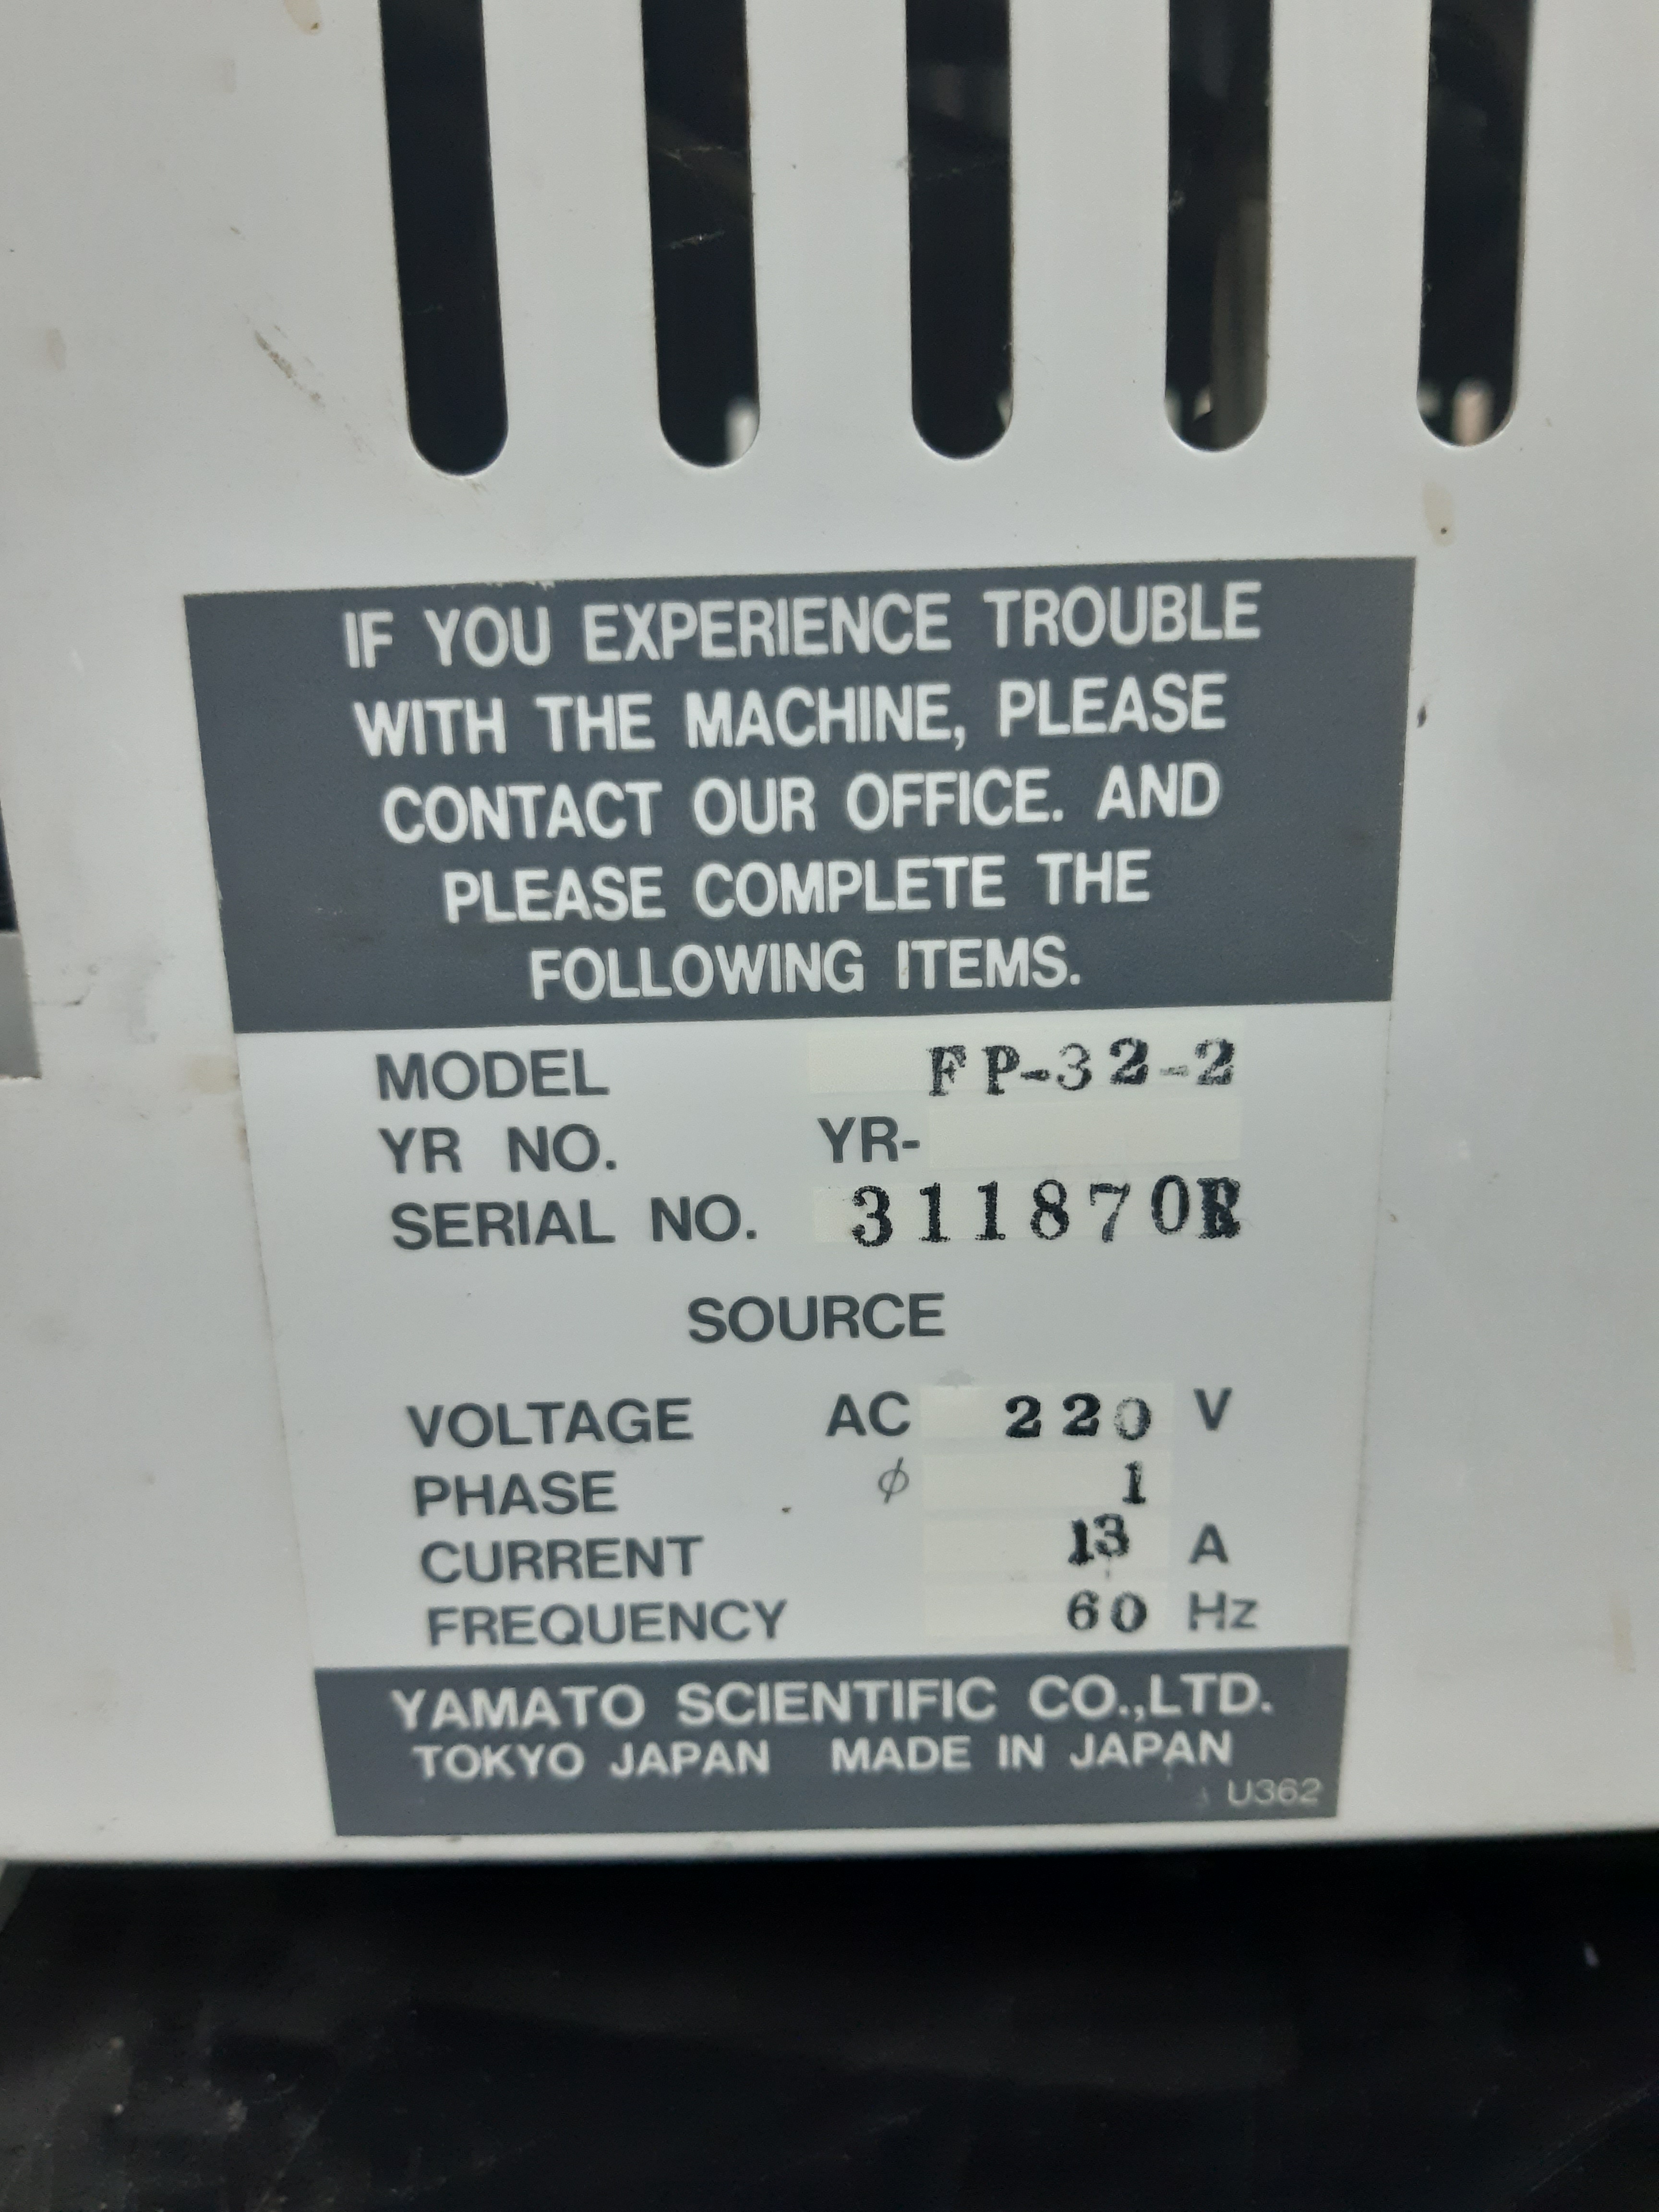 IF YOU EXPERIENCE TROUBLE
WITH THE MACHINE, PLEASE
CONTACT OUR OFFICE. AND
PLEASE COMPLETE THE
FOLLOWING ITEMS.
MODEL FP-32-2
YR NO. YR-
SERIAL NO. 311870
SOURCE
VOLTAGE AC 220 V
PHASE ϕ 1
CURRENT 13 A
FREQUENCY 60 Hz
YAMATO SCIENTIFIC CO.,LTD.
TOKYO JAPAN MADE IN JAPAN
U362